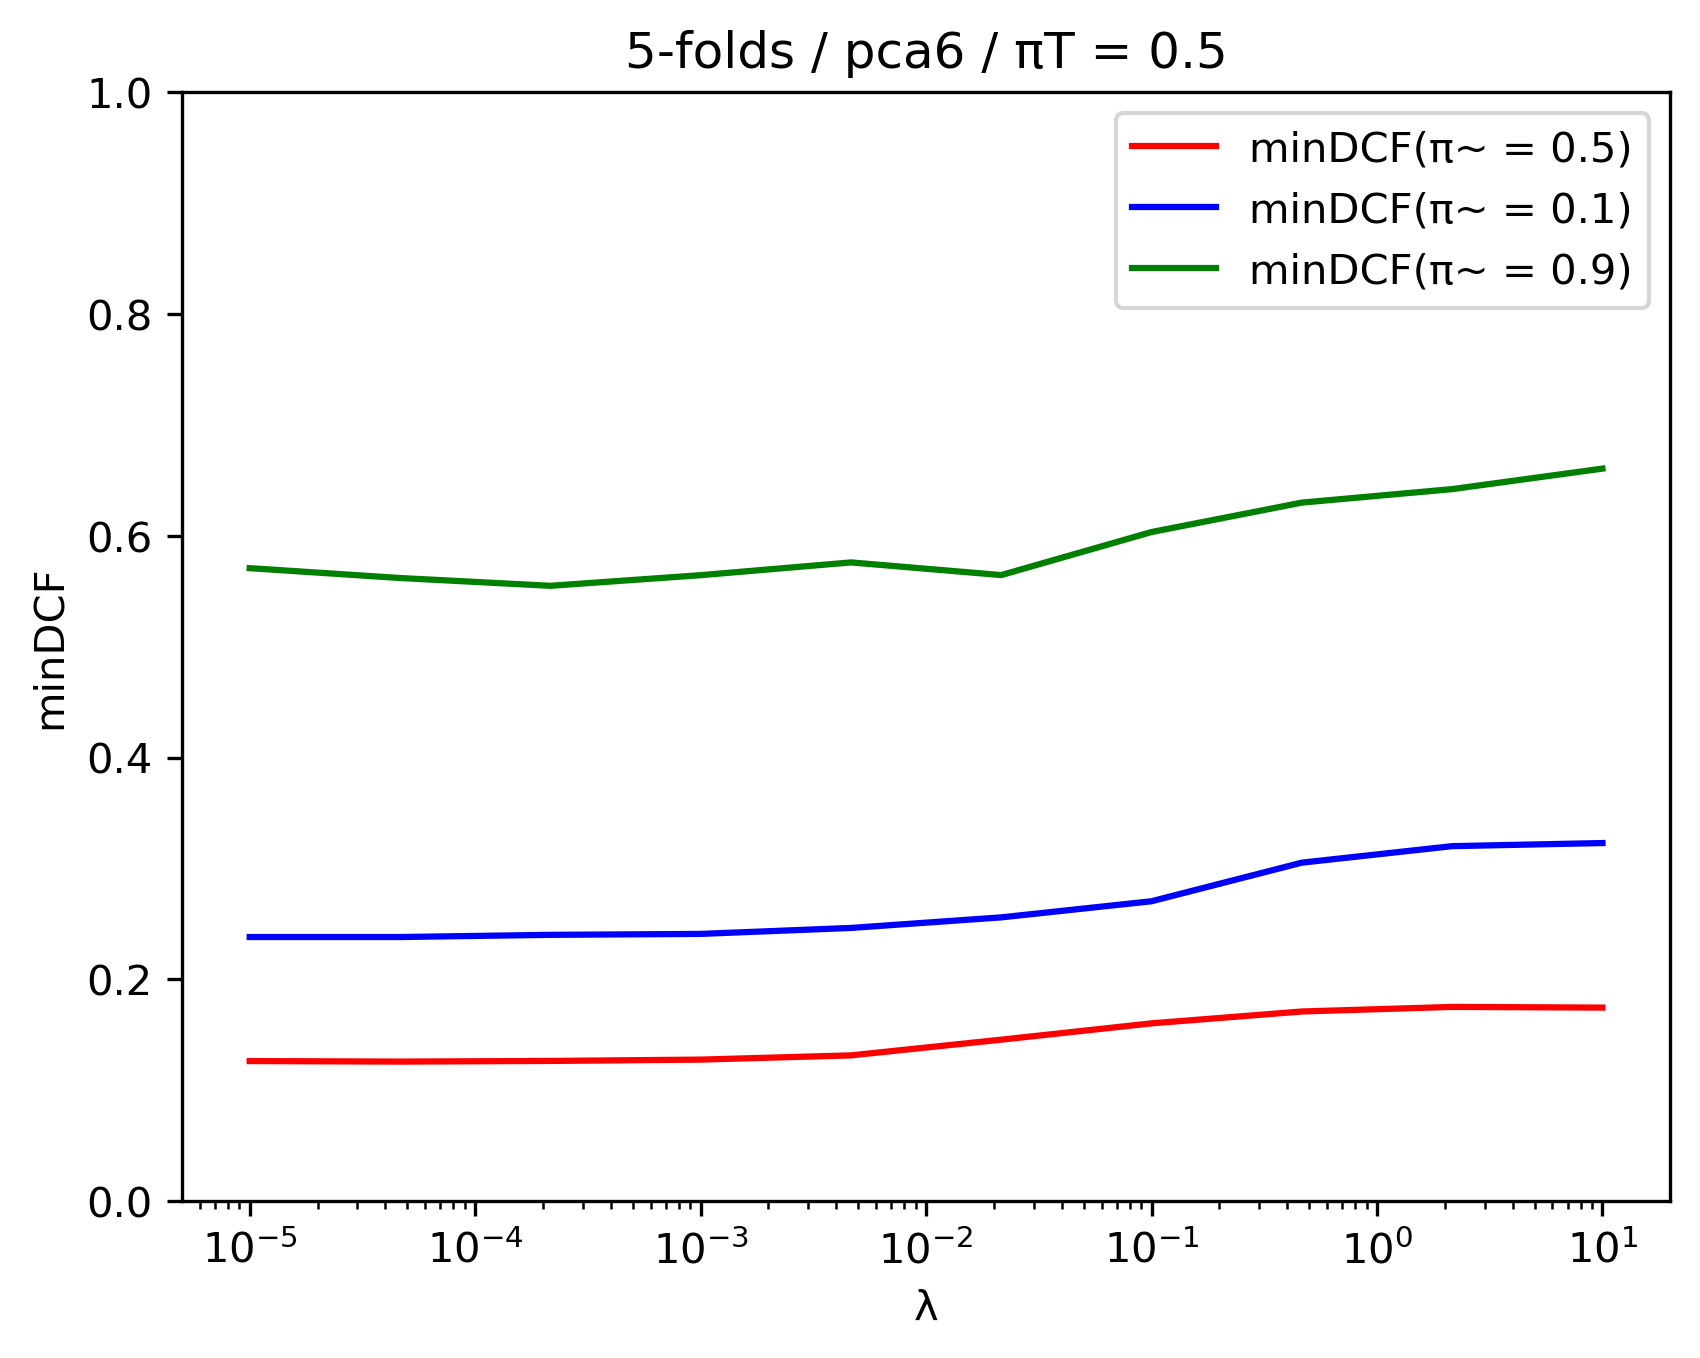 5-folds / pca6 / πT = 0.5
minDCF(π~ = 0.5)
minDCF(π~ = 0.1)
minDCF(π~ = 0.9)
minDCF
1.0
0.8
0.6
0.4
0.2
0.0
10⁻⁵ 10⁻⁴ 10⁻³ 10⁻² 10⁻¹ 10⁰ 10¹
λ